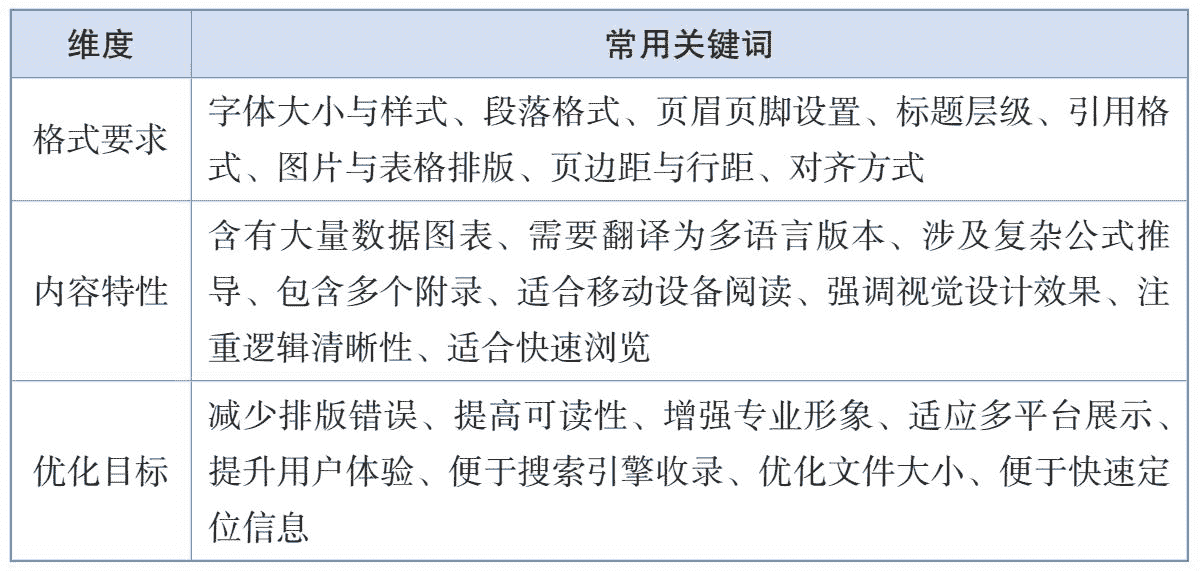 维度
常用关键词
格式要求
字体大小与样式、段落格式、页眉页脚设置、标题层级、引用格
式、图片与表格排版、页边距与行距、对齐方式
内容特性
含有大量数据图表、需要翻译为多语言版本、涉及复杂公式推
导、包含多个附录、适合移动设备阅读、强调视觉设计效果、注
重逻辑清晰性、适合快速浏览
优化目标
减少排版错误、提高可读性、增强专业形象、适应多平台展示、
提升用户体验、便于搜索引擎收录、优化文件大小、便于快速定
位信息